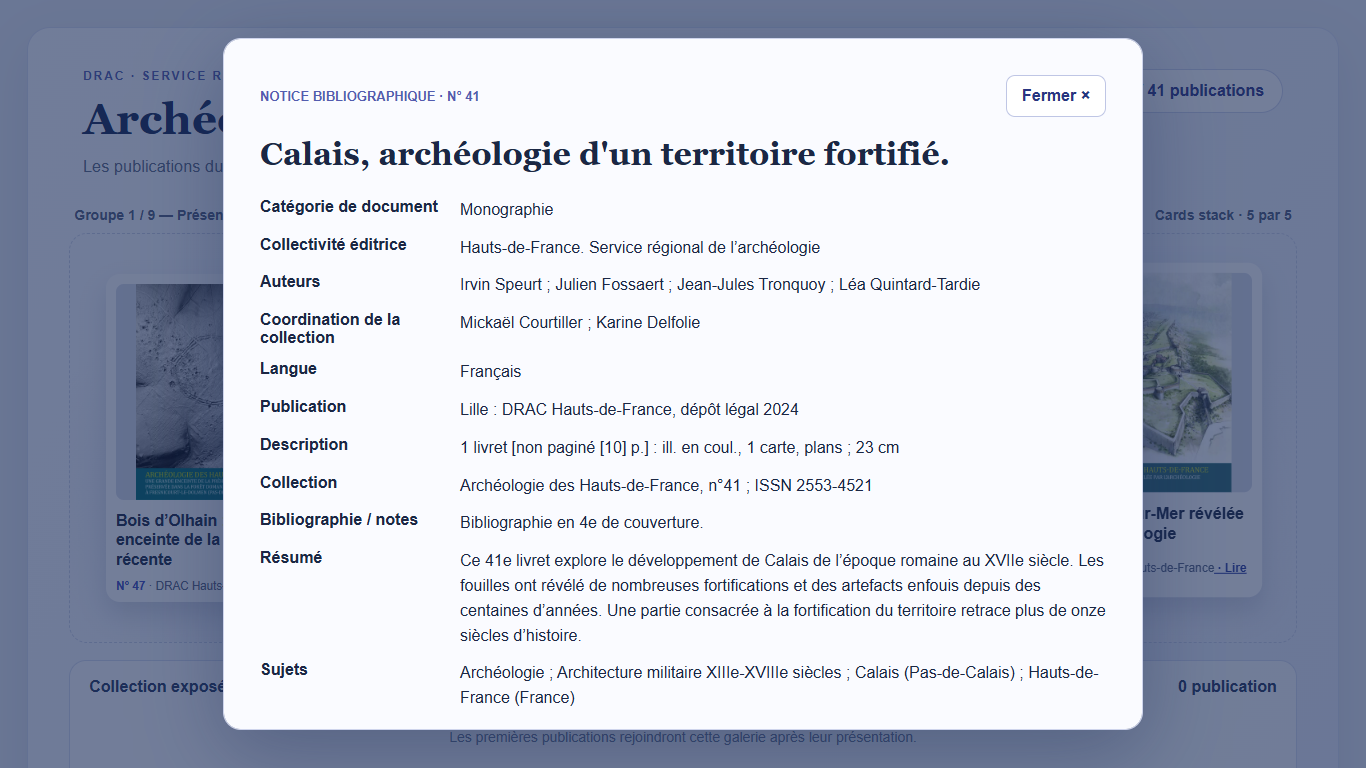 DRAC · SERVICE R
Arché
41 publications
Les publications du
Groupe 1 / 9 — Présen
Cards stack · 5 par 5
NOTICE BIBLIOGRAPHIQUE · N° 41
Fermer ×
Calais, archéologie d'un territoire fortifié.
Catégorie de document Monographie
Collectivité éditrice Hauts-de-France. Service régional de l’archéologie
Auteurs Irvin Speurt ; Julien Fossaert ; Jean-Jules Tronquoy ; Léa Quintard-Tardie
Coordination de la Mickaël Courtiller ; Karine Delfolie
collection
Langue Français
Publication Lille : DRAC Hauts-de-France, dépôt légal 2024
Description 1 livret [non paginé [10] p.] : ill. en coul., 1 carte, plans ; 23 cm
Collection Archéologie des Hauts-de-France, n°41 ; ISSN 2553-4521
Bibliographie / notes Bibliographie en 4e de couverture.
Résumé Ce 41e livret explore le développement de Calais de l’époque romaine au XVIIe siècle. Les
fouilles ont révélé de nombreuses fortifications et des artefacts enfouis depuis des
centaines d’années. Une partie consacrée à la fortification du territoire retrace plus de onze
siècles d’histoire.
Sujets Archéologie ; Architecture militaire XIIIe-XVIIIe siècles ; Calais (Pas-de-Calais) ; Hauts-de-
France (France)
ARCHÉOLOGIE DES HAU
Bois d’Olhain
enceinte de la
récente
N° 47 · DRAC Hauts
HAUTS-DE-FRANCE
r-Mer révélée
ogie
uts-de-France · Lire
Collection exposé
0 publication
Les premières publications rejoindront cette galerie après leur présentation.